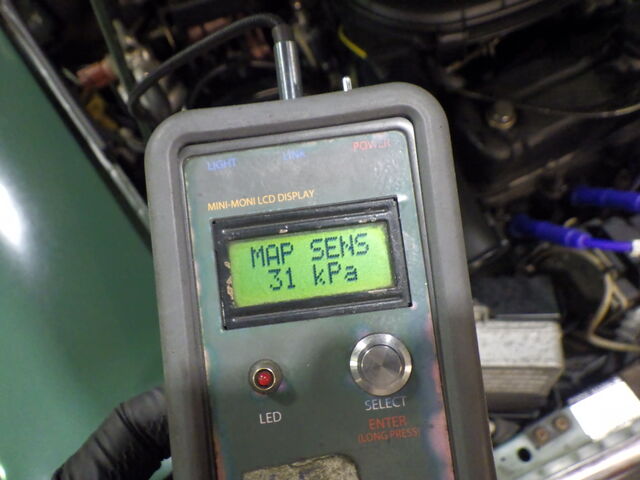 LIGHT LINK POWER
MINI-MONI LCD DISPLAY
MAP SENS
31 kPa
LED
SELECT
ENTER
(LONG PRESS)